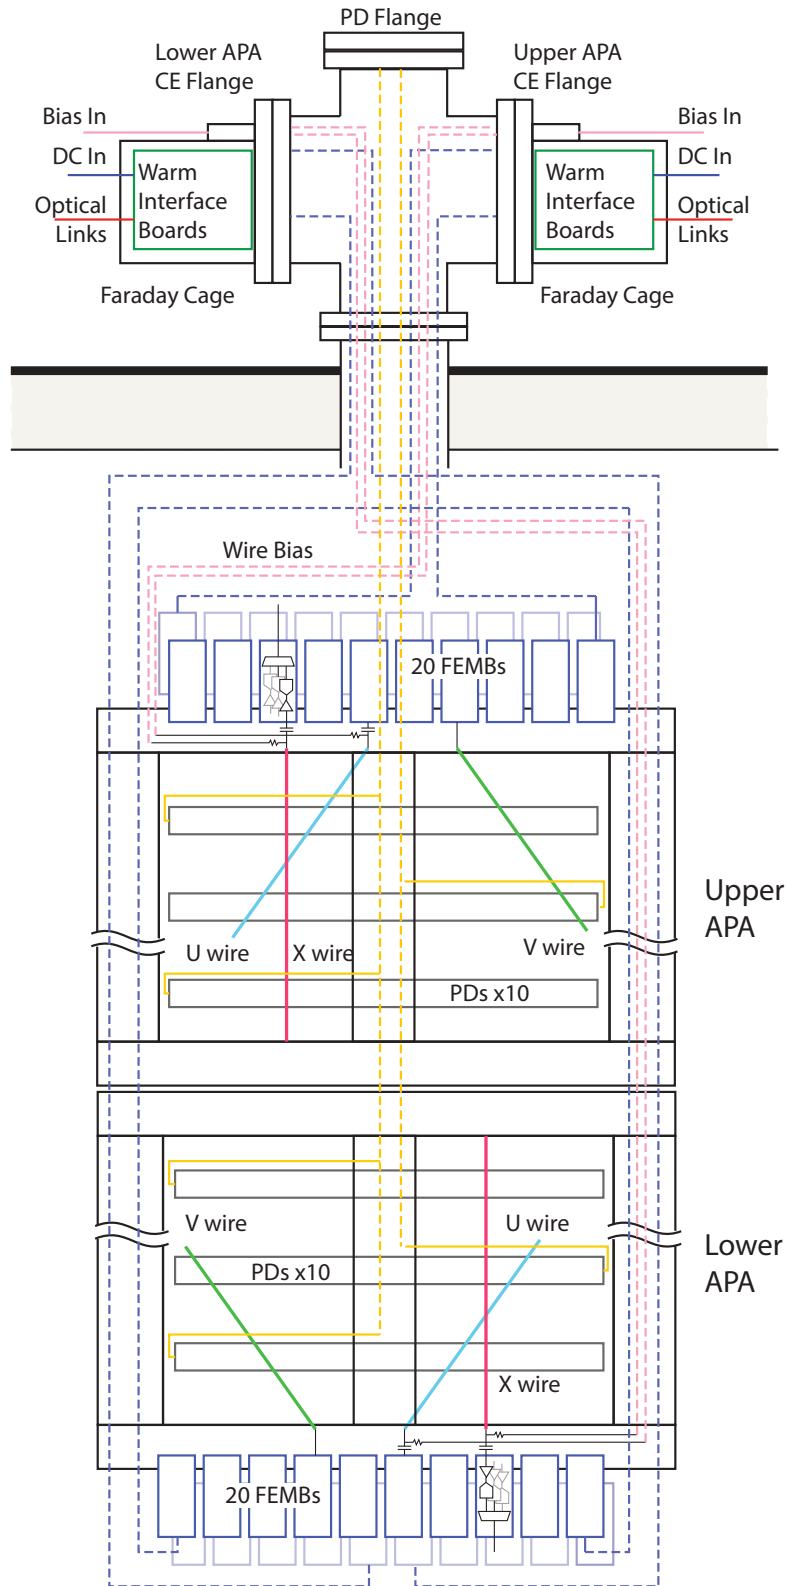 PD Flange
Lower APA
CE Flange
Upper APA
CE Flange
Bias In
Bias In
DC In
DC In
Optical
Links
Optical
Links
Warm
Interface
Boards
Warm
Interface
Boards
Faraday Cage
Faraday Cage
Wire Bias
20 FEMBs
U wire
X wire
V wire
PDs x10
Upper
APA
V wire
U wire
PDs x10
Lower
APA
X wire
20 FEMBs